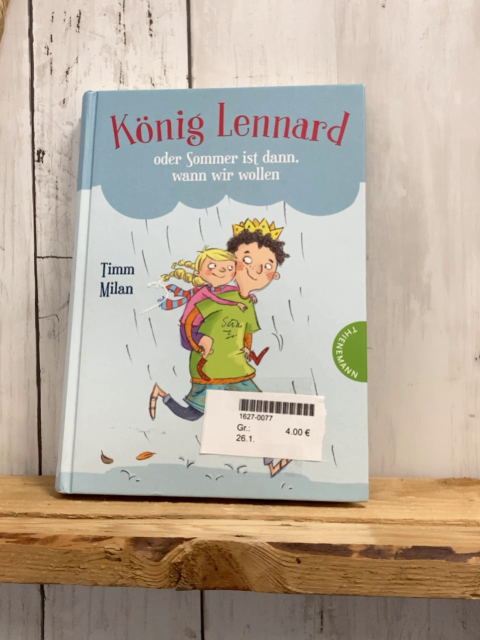 König Lennard
oder Sommer ist dann,
wann wir wollen
Timm
Milan
THIENEMANN
1627-0077
Gr.:
4.00 €
26.1.